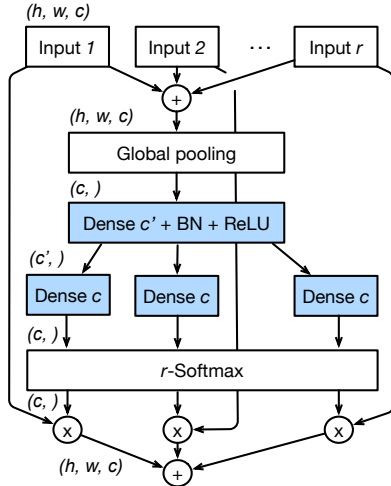 (h, w, c)
Input 1
Input 2
...
Input r
+
(h, w, c)
Global pooling
(c, )
Dense c' + BN + ReLU
(c', )
Dense c
Dense c
Dense c
(c, )
r-Softmax
(c, )
x
x
x
(h, w, c)
+